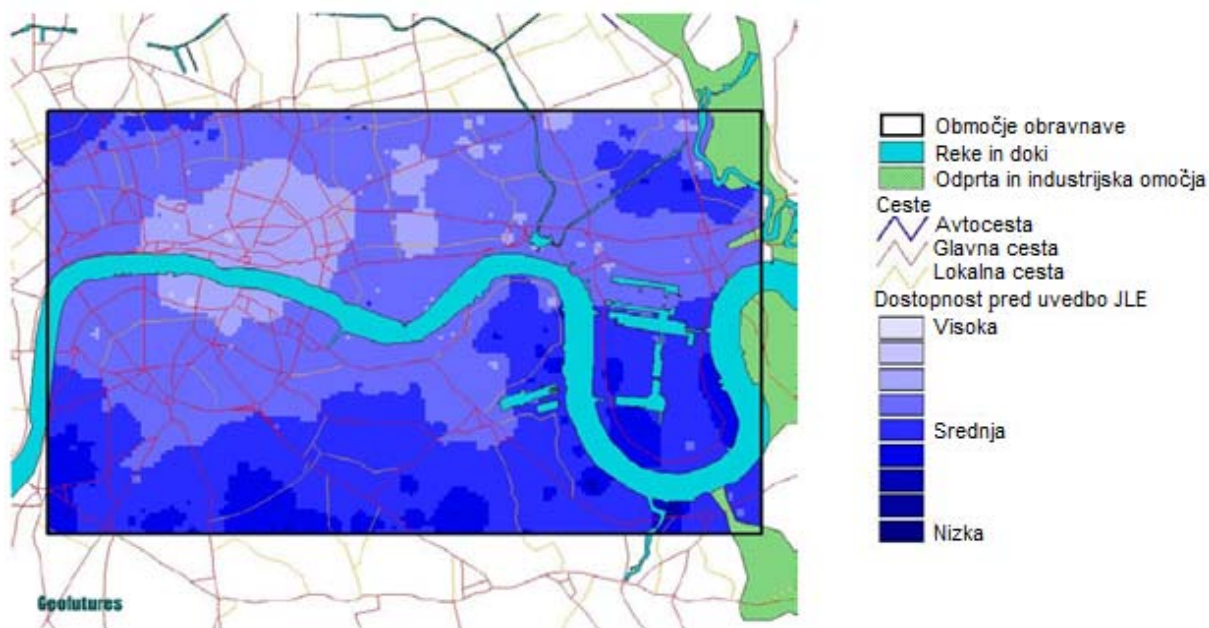 Območje obravnave
Reke in doki
Odprta in industrijska omočja
Ceste
Avtocesta
Glavna cesta
Lokalna cesta
Dostopnost pred uvedbo JLE
Visoka
Srednja
Nizka
Geofutures